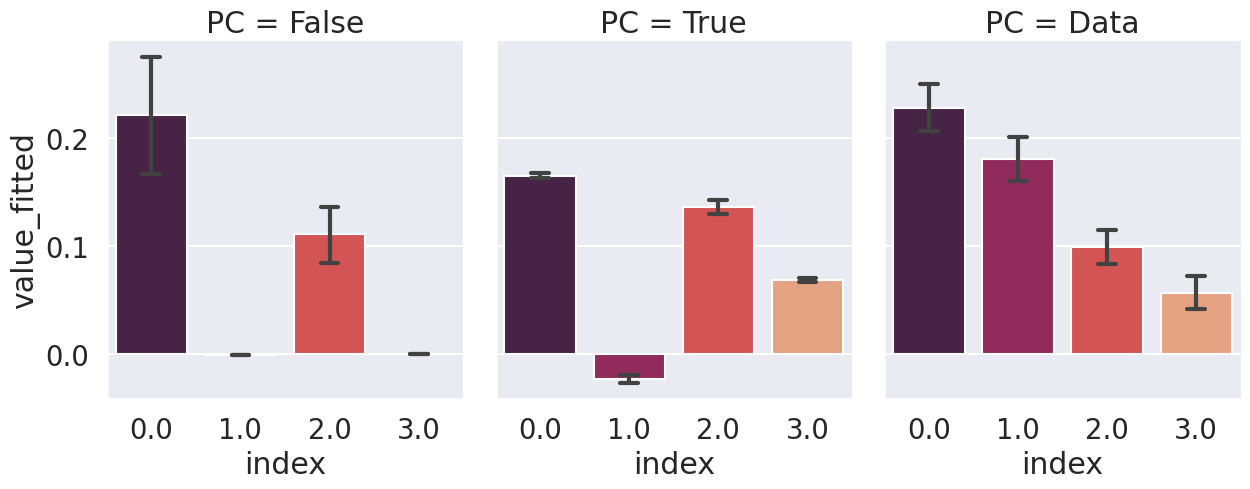 PC = False
PC = True
PC = Data
value_fitted
0.2
0.1
0.0
0.0 1.0 2.0 3.0
0.0 1.0 2.0 3.0
0.0 1.0 2.0 3.0
index
index
index